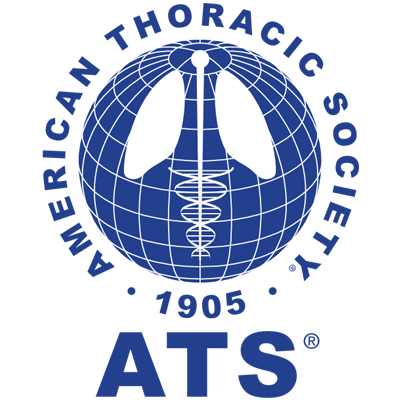 AMERICAN THORACIC SOCIETY®
• 1905 •
ATS®